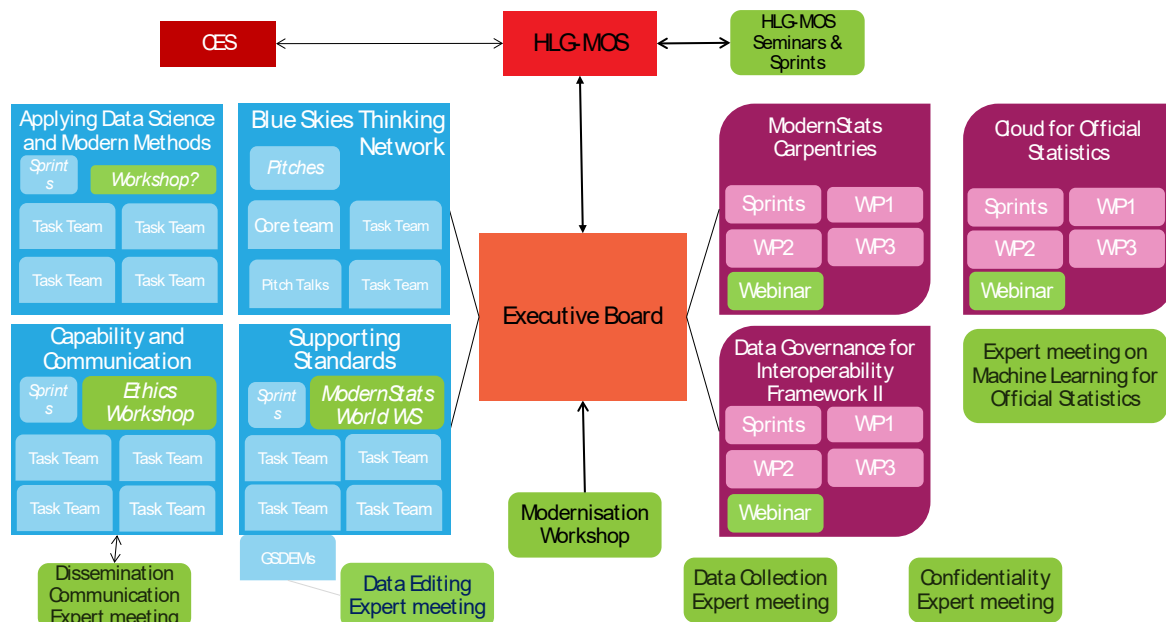 CES
HLG-MOS
HLG-MOS
Seminars &
Sprints
Applying Data Science
and Modern Methods
Sprint
s
Workshop?
Task Team
Task Team
Task Team
Task Team
Blue Skies Thinking
Network
Pitches
Core team
Task Team
Pitch Talks
Task Team
Capability and
Communication
Sprint
s
Ethics
Workshop
Task Team
Task Team
Task Team
Task Team
Supporting
Standards
Sprint
s
ModernStats
World WS
Task Team
Task Team
Task Team
Task Team
GSDEMs
Executive Board
Modernisation
Workshop
ModernStats
Carpentries
Sprints
WP1
WP2
WP3
Webinar
Cloud for Official
Statistics
Sprints
WP1
WP2
WP3
Webinar
Data Governance for
Interoperability
Framework II
Sprints
WP1
WP2
WP3
Webinar
Expert meeting on
Machine Learning for
Official Statistics
Dissemination
Communication
Expert meeting
Data Editing
Expert meeting
Data Collection
Expert meeting
Confidentiality
Expert meeting